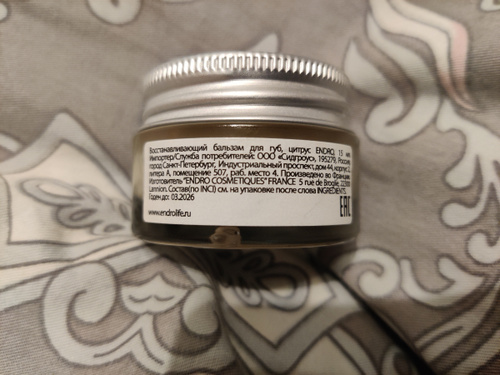 Восстанавливающий бальзам для губ, цитрус ENDRO, 15 мл
Импортер/Служба потребителей: ООО «Сидгроус», 195279, Россия,
город Санкт-Петербург, Индустриальный проспект, дом 44, корпус 2,
литера А, помещение 507, раб. место 4. Произведено во Франции.
Изготовитель "ENDRO COSMETIQUES" FRANCE 5 rue de Broglie, 22300
Lannion. Состав(по INCI) см. на упаковке после слова INGREDIENTS.
Годен до: 03.2026
www.endrolife.ru
EAC